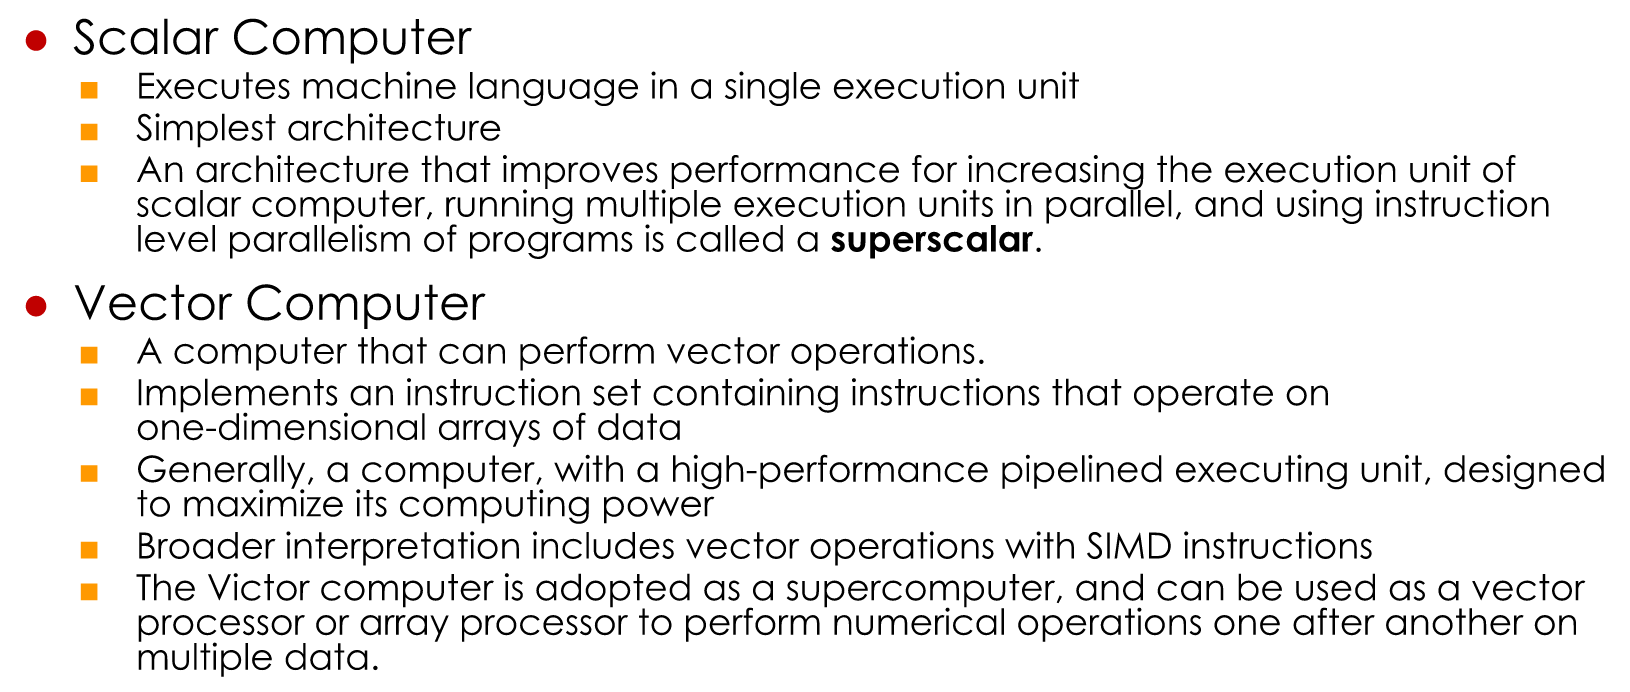 ● Scalar Computer
■ Executes machine language in a single execution unit
■ Simplest architecture
■ An architecture that improves performance for increasing the execution unit of
scalar computer, running multiple execution units in parallel, and using instruction
level parallelism of programs is called a superscalar.
● Vector Computer
■ A computer that can perform vector operations.
■ Implements an instruction set containing instructions that operate on
one-dimensional arrays of data
■ Generally, a computer, with a high-performance pipelined executing unit, designed
to maximize its computing power
■ Broader interpretation includes vector operations with SIMD instructions
■ The Victor computer is adopted as a supercomputer, and can be used as a vector
processor or array processor to perform numerical operations one after another on
multiple data.